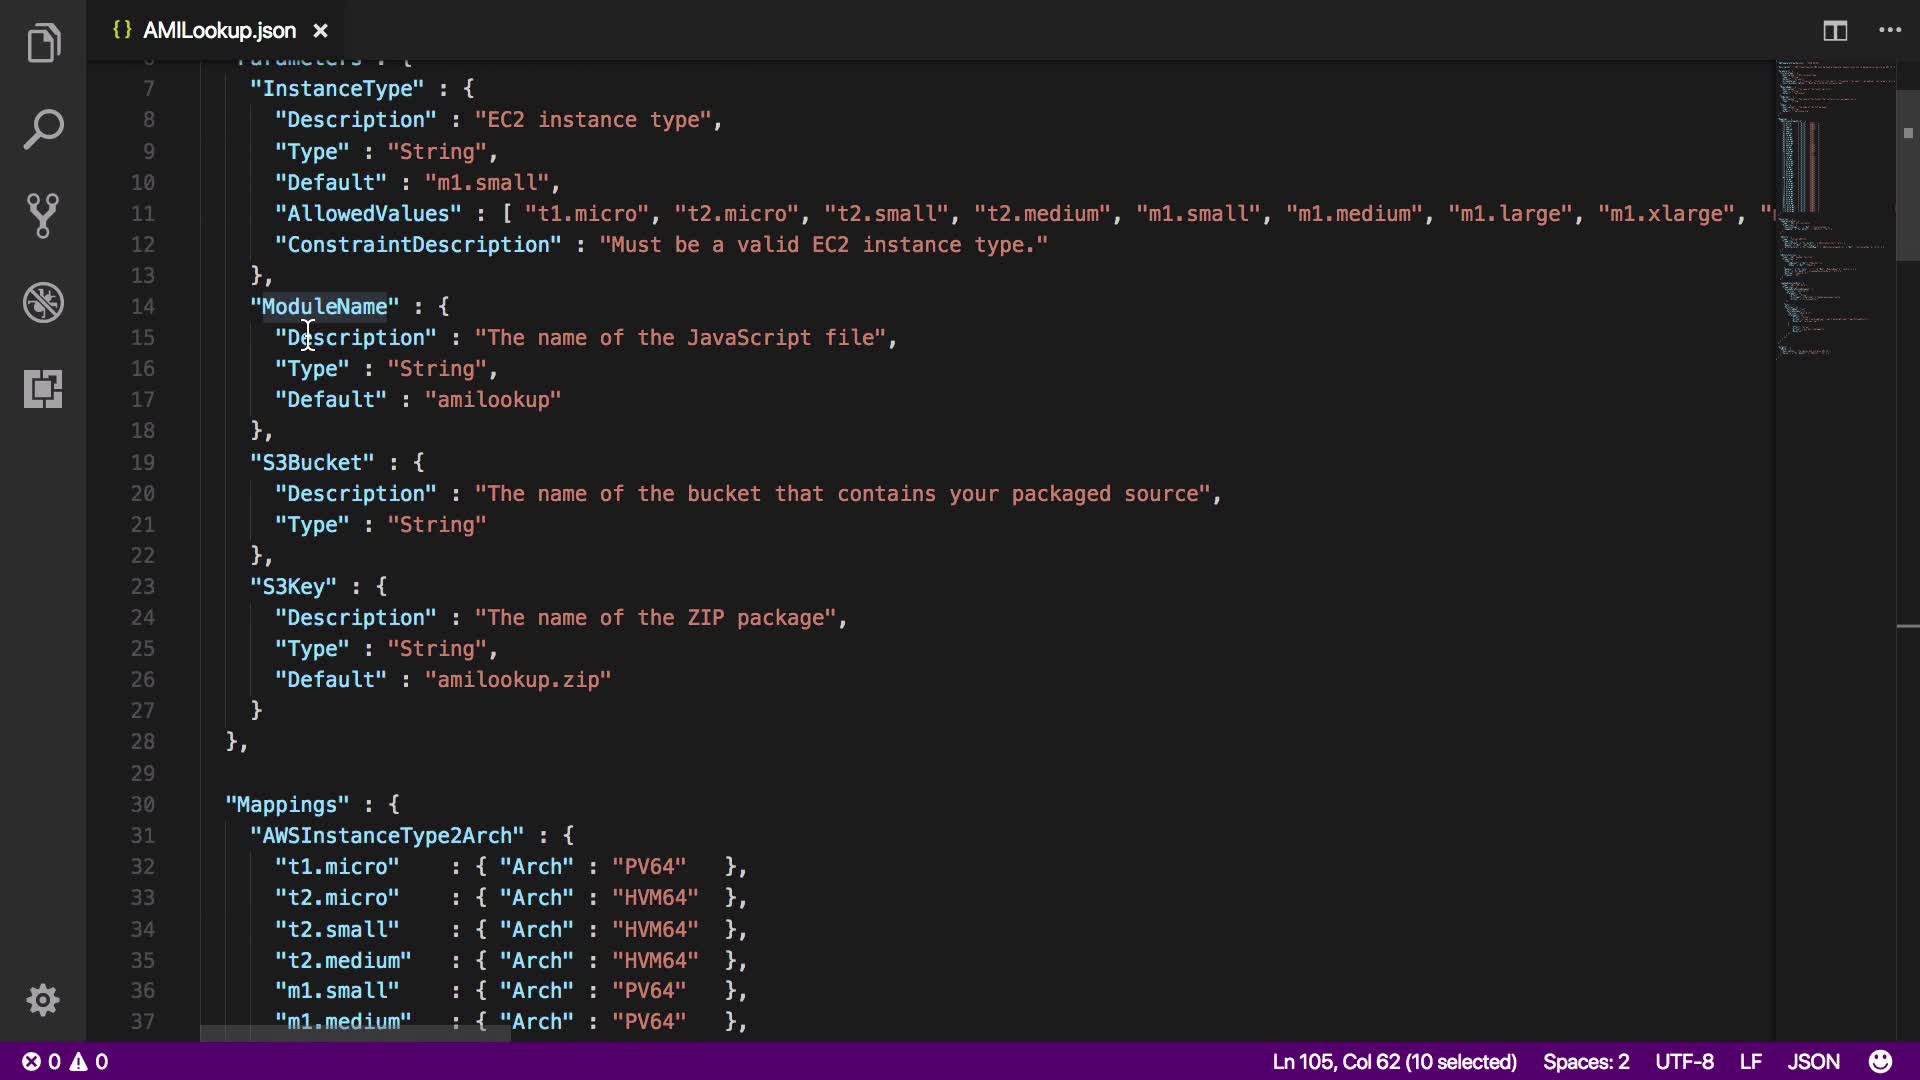 {} AMILookup.json ×
6 "Parameters" : {
7 "InstanceType" : {
8 "Description" : "EC2 instance type",
9 "Type" : "String",
10 "Default" : "m1.small",
11 "AllowedValues" : [ "t1.micro", "t2.micro", "t2.small", "t2.medium", "m1.small", "m1.medium", "m1.large", "m1.xlarge", "
12 "ConstraintDescription" : "Must be a valid EC2 instance type."
13 },
14 "ModuleName" : {
15 "Description" : "The name of the JavaScript file",
16 "Type" : "String",
17 "Default" : "amilookup"
18 },
19 "S3Bucket" : {
20 "Description" : "The name of the bucket that contains your packaged source",
21 "Type" : "String"
22 },
23 "S3Key" : {
24 "Description" : "The name of the ZIP package",
25 "Type" : "String",
26 "Default" : "amilookup.zip"
27 }
28 },
29
30 "Mappings" : {
31 "AWSInstanceType2Arch" : {
32 "t1.micro" : { "Arch" : "PV64" },
33 "t2.micro" : { "Arch" : "HVM64" },
34 "t2.small" : { "Arch" : "HVM64" },
35 "t2.medium" : { "Arch" : "HVM64" },
36 "m1.small" : { "Arch" : "PV64" },
37 "m1.medium" : { "Arch" : "PV64" },
0 0 Ln 105, Col 62 (10 selected) Spaces: 2 UTF-8 LF JSON